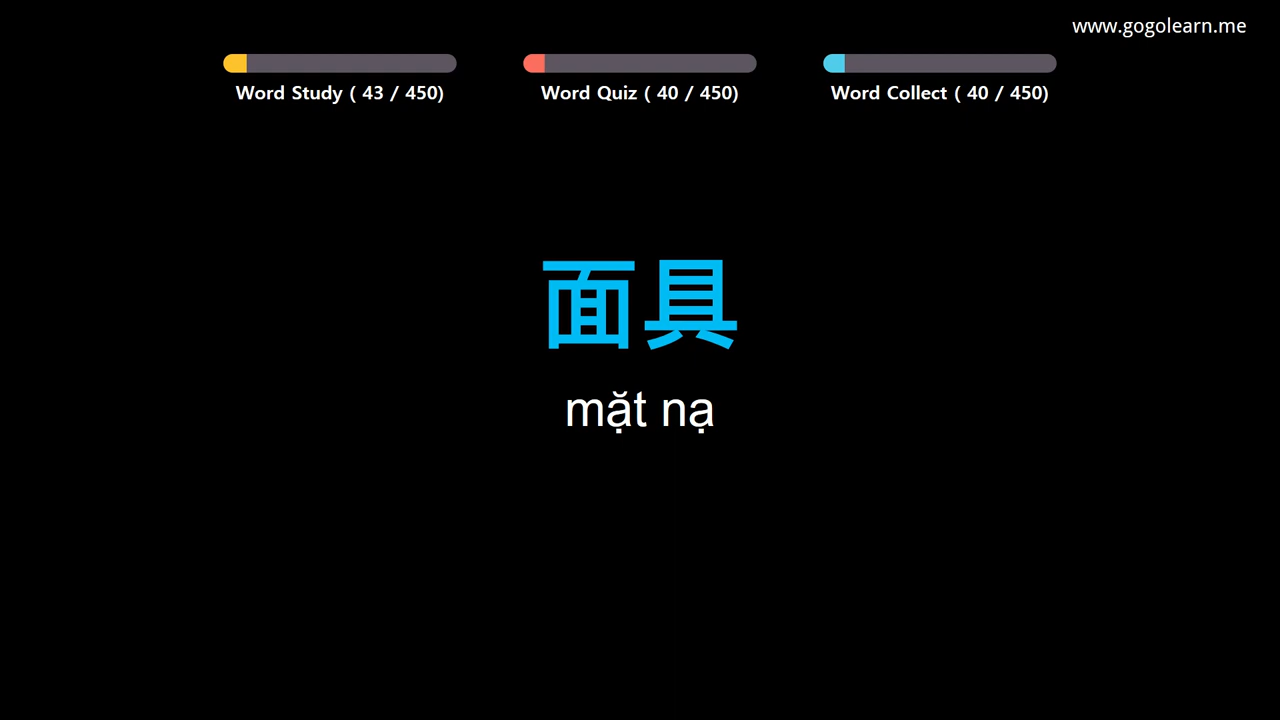 www.gogolearn.me
Word Study ( 43 / 450)
Word Quiz ( 40 / 450)
Word Collect ( 40 / 450)
面具
mặt nạ